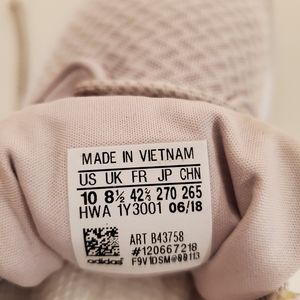 MADE IN VIETNAM
US UK FR JP CHN
10 8½ 42⅔ 270 265
HWA 1Y3001 06/18
ART B43758
#120667218
adidas F9V1DSM@00113